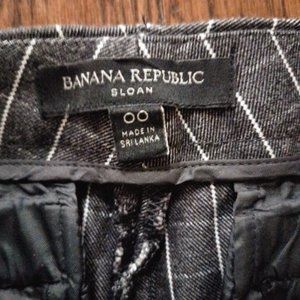 BANANA REPUBLIC
SLOAN
00
MADE IN
SRI LANKA